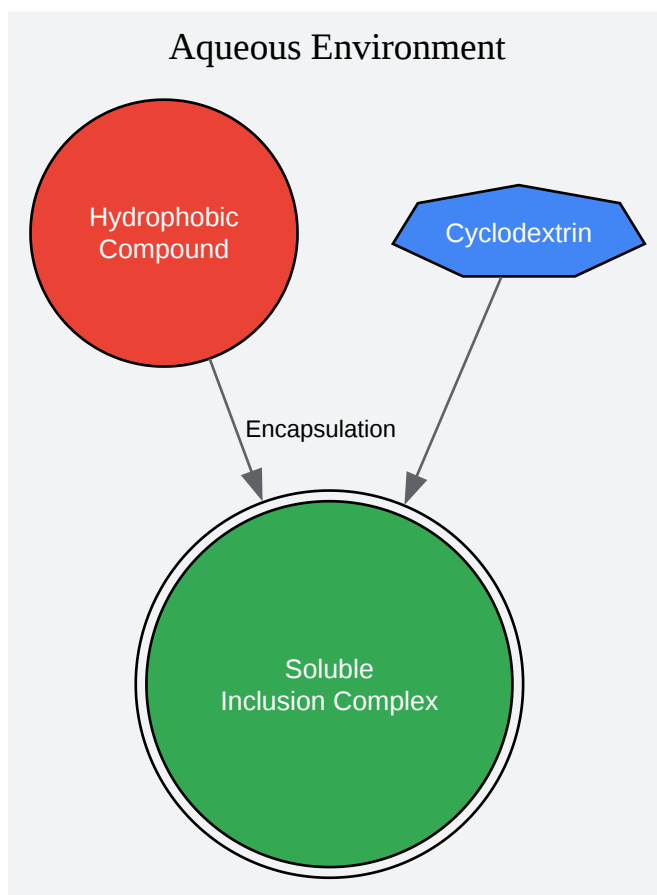 Aqueous Environment
Hydrophobic
Compound
Cyclodextrin
Encapsulation
Soluble
Inclusion Complex